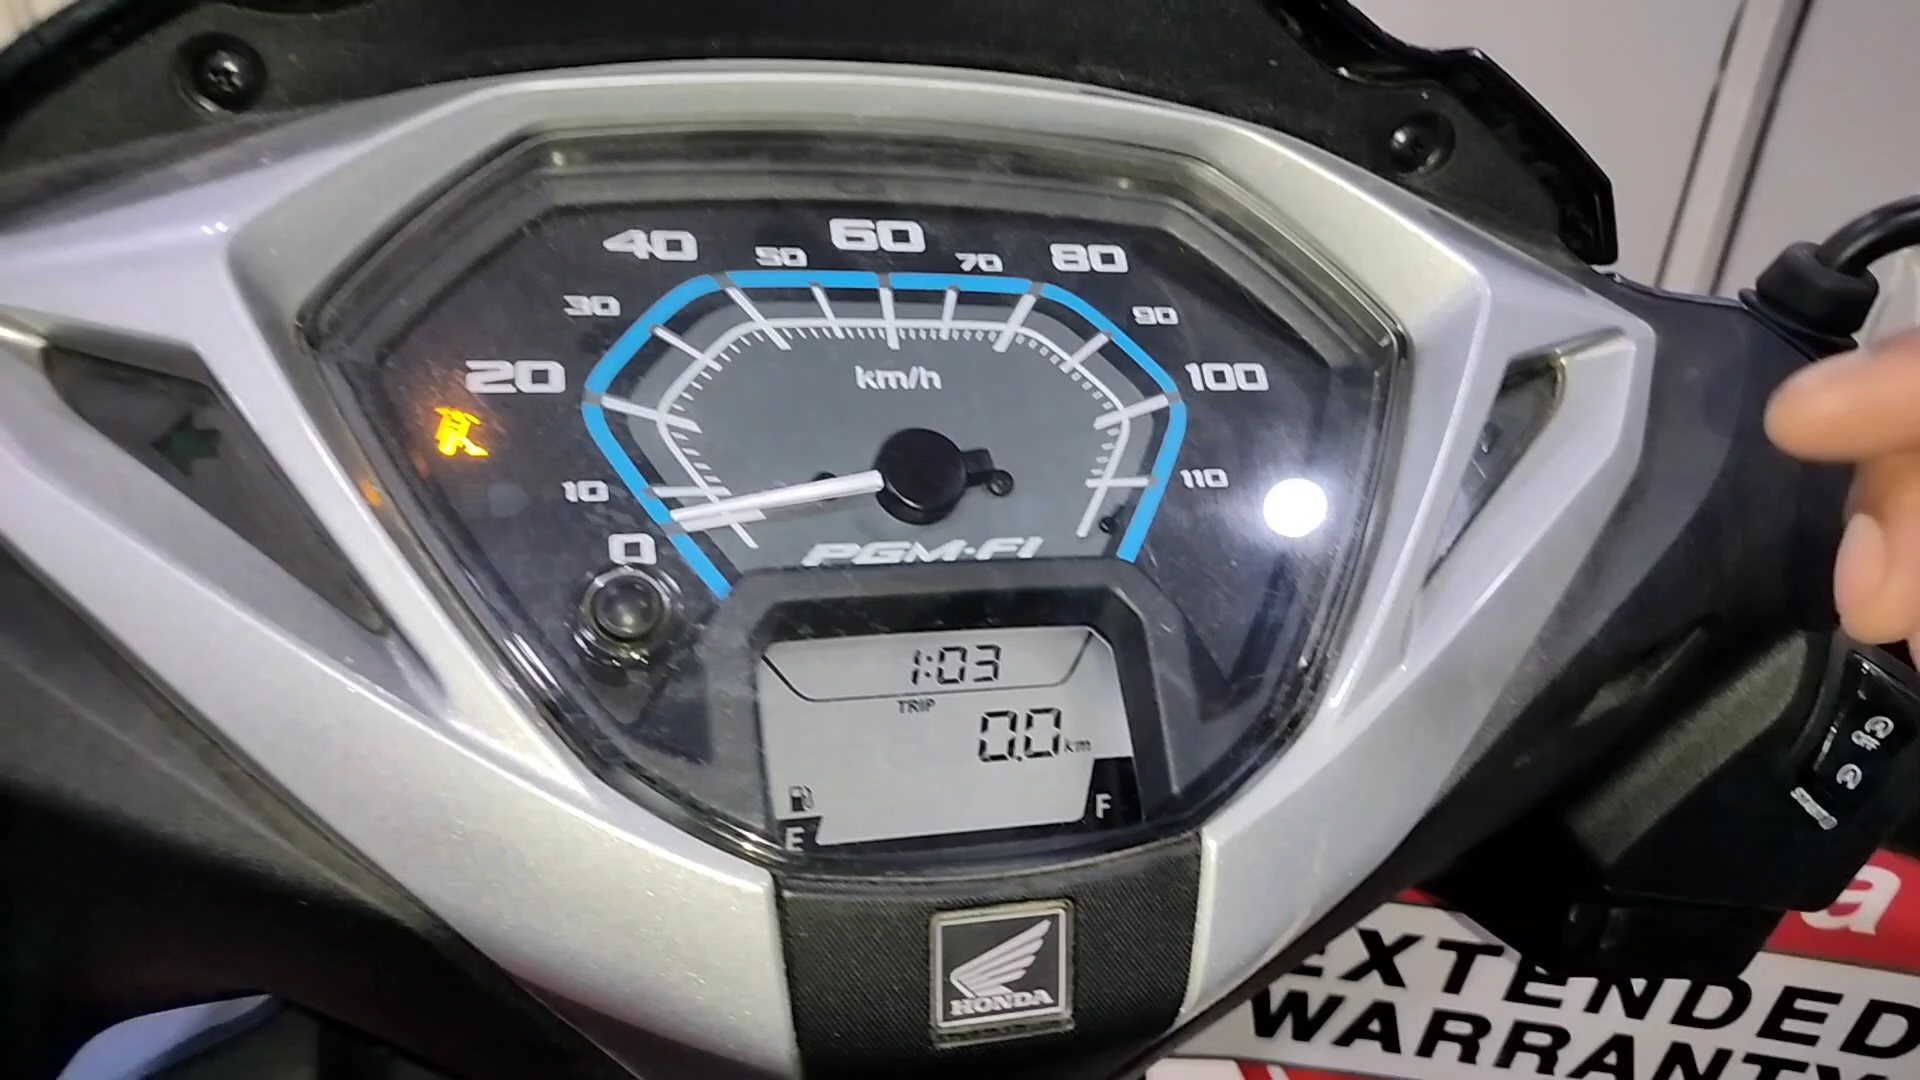 40 50 60 70 80
30 90
20 km/h 100
10 110
0 PGM-FI
1:03
TRIP
0.0 km
E F
HONDA
EXTENDED
WARRANTY
a